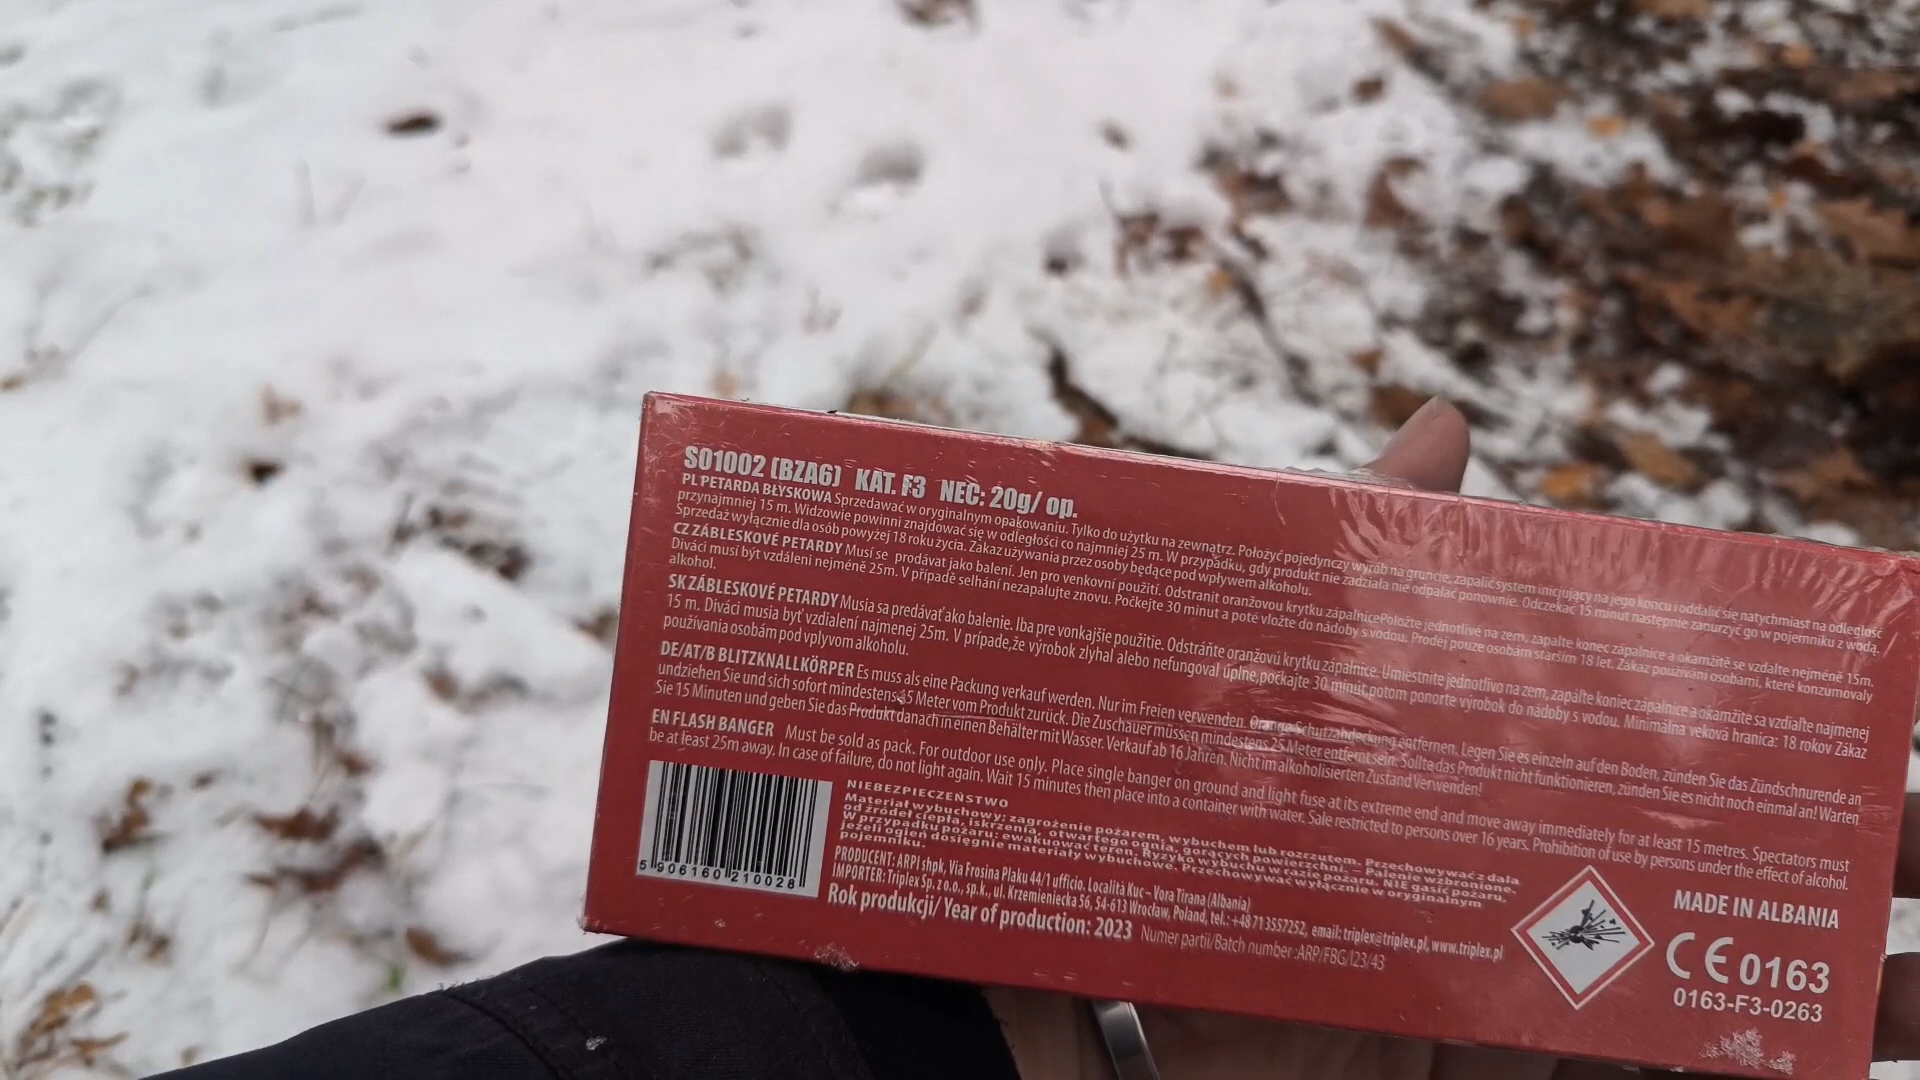 S01002 (BZA6) KAT. F3 NEC: 20g/ op.
PL PETARDA BŁYSKOWA Sprzedawać w oryginalnym opakowaniu. Tylko do użytku na zewnątrz. Położyć pojedynczy wyrób na gruncie, zapalić system inicjujący na jego końcu i oddalić się natychmiast na odległość
przynajmniej 15 m. Widzowie powinni znajdować się w odległości co najmniej 25 m. W przypadku, gdy produkt nie zadziała nie odpalać ponownie. Odczekać 15 minut następnie zanurzyć go w pojemniku z wodą.
Sprzedaż wyłącznie dla osób powyżej 18 roku życia. Zakaz używania przez osoby będące pod wpływem alkoholu.
CZ ZÁBLESKOVÉ PETARDY Musí se prodávat jako balení. Jen pro venkovní použití. Odstranit oranžovou krytku zápalnicePoložte jednotlivě na zem, zapalte konec zápalnice a okamžitě se vzdalte nejméně 15m.
Diváci musí být vzdáleni nejméně 25m. V případě selhání nezapalujte znovu. Počkejte 30 minut a poté vložte do nádoby s vodou. Prodej pouze osobám starším 18 let. Zákaz používání osobami, které konzumovaly
alkohol.
SK ZÁBLESKOVÉ PETARDY Musia sa predávať ako balenie. Iba pre vonkajšie použitie. Odstráňte oranžovú krytku zápalnice. Umiestnite jednotlivo na zem, zapáľte koniec zápalnice a okamžite sa vzdiaľte najmenej
15 m. Diváci musia byť vzdialení najmenej 25m. V prípade,že výrobok zlyhal alebo nefungoval úplne,počkajte 30 minút,potom ponorte výrobok do nádoby s vodou. Minimálna veková hranica: 18 rokov Zákaz
používania osobám pod vplyvom alkoholu.
DE/AT/B BLITZKNALLKÖRPER Es muss als eine Packung verkauf werden. Nur im Freien verwenden. Orange Schutzabdeckung entfernen. Legen Sie es einzeln auf den Boden, zünden Sie das Zündschnurende an
undziehen Sie und sich sofort mindestens 15 Meter vom Produkt zurück. Die Zuschauer müssen mindestens 25 Meter entfernt sein. Sollte das Produkt nicht funktionieren, zünden Sie es nicht noch einmal an! Warten
Sie 15 Minuten und geben Sie das Produkt danach in einen Behälter mit Wasser. Verkauf ab 16 Jahren. Nicht im alkoholisierten Zustand Verwenden!
EN FLASH BANGER Must be sold as pack. For outdoor use only. Place single banger on ground and light fuse at its extreme end and move away immediately for at least 15 metres. Spectators must
be at least 25m away. In case of failure, do not light again. Wait 15 minutes then place into a container with water. Sale restricted to persons over 16 years. Prohibition of use by persons under the effect of alcohol.
5 906160 210028
NIEBEZPIECZEŃSTWO
Materiał wybuchowy; zagrożenie pożarem, wybuchem lub rozrzutem. Przechowywać z dala
od źródeł ciepła, iskrzenia, otwartego ognia, gorących powierzchni. – Palenie wzbronione.
W przypadku pożaru: ewakuować teren. Ryzyko wybuchu w razie pożaru. NIE gasić pożaru,
jeżeli ogień dosięgnie materiały wybuchowe. Przechowywać wyłącznie w oryginalnym
pojemniku.
PRODUCENT: ARPI shpk, Via Frosina Plaku 44/1 ufficio. Località Kuc – Vora Tirana (Albania)
IMPORTER: Triplex Sp. z o.o., sp.k., ul. Krzemieniecka 56, 54-613 Wrocław, Poland, tel.: +48 71 3557252, email: triplex@triplex.pl, www.triplex.pl
Rok produkcji/ Year of production: 2023 Numer partii/Batch number :ARP/FBG/I23/43
MADE IN ALBANIA
CE 0163
0163-F3-0263